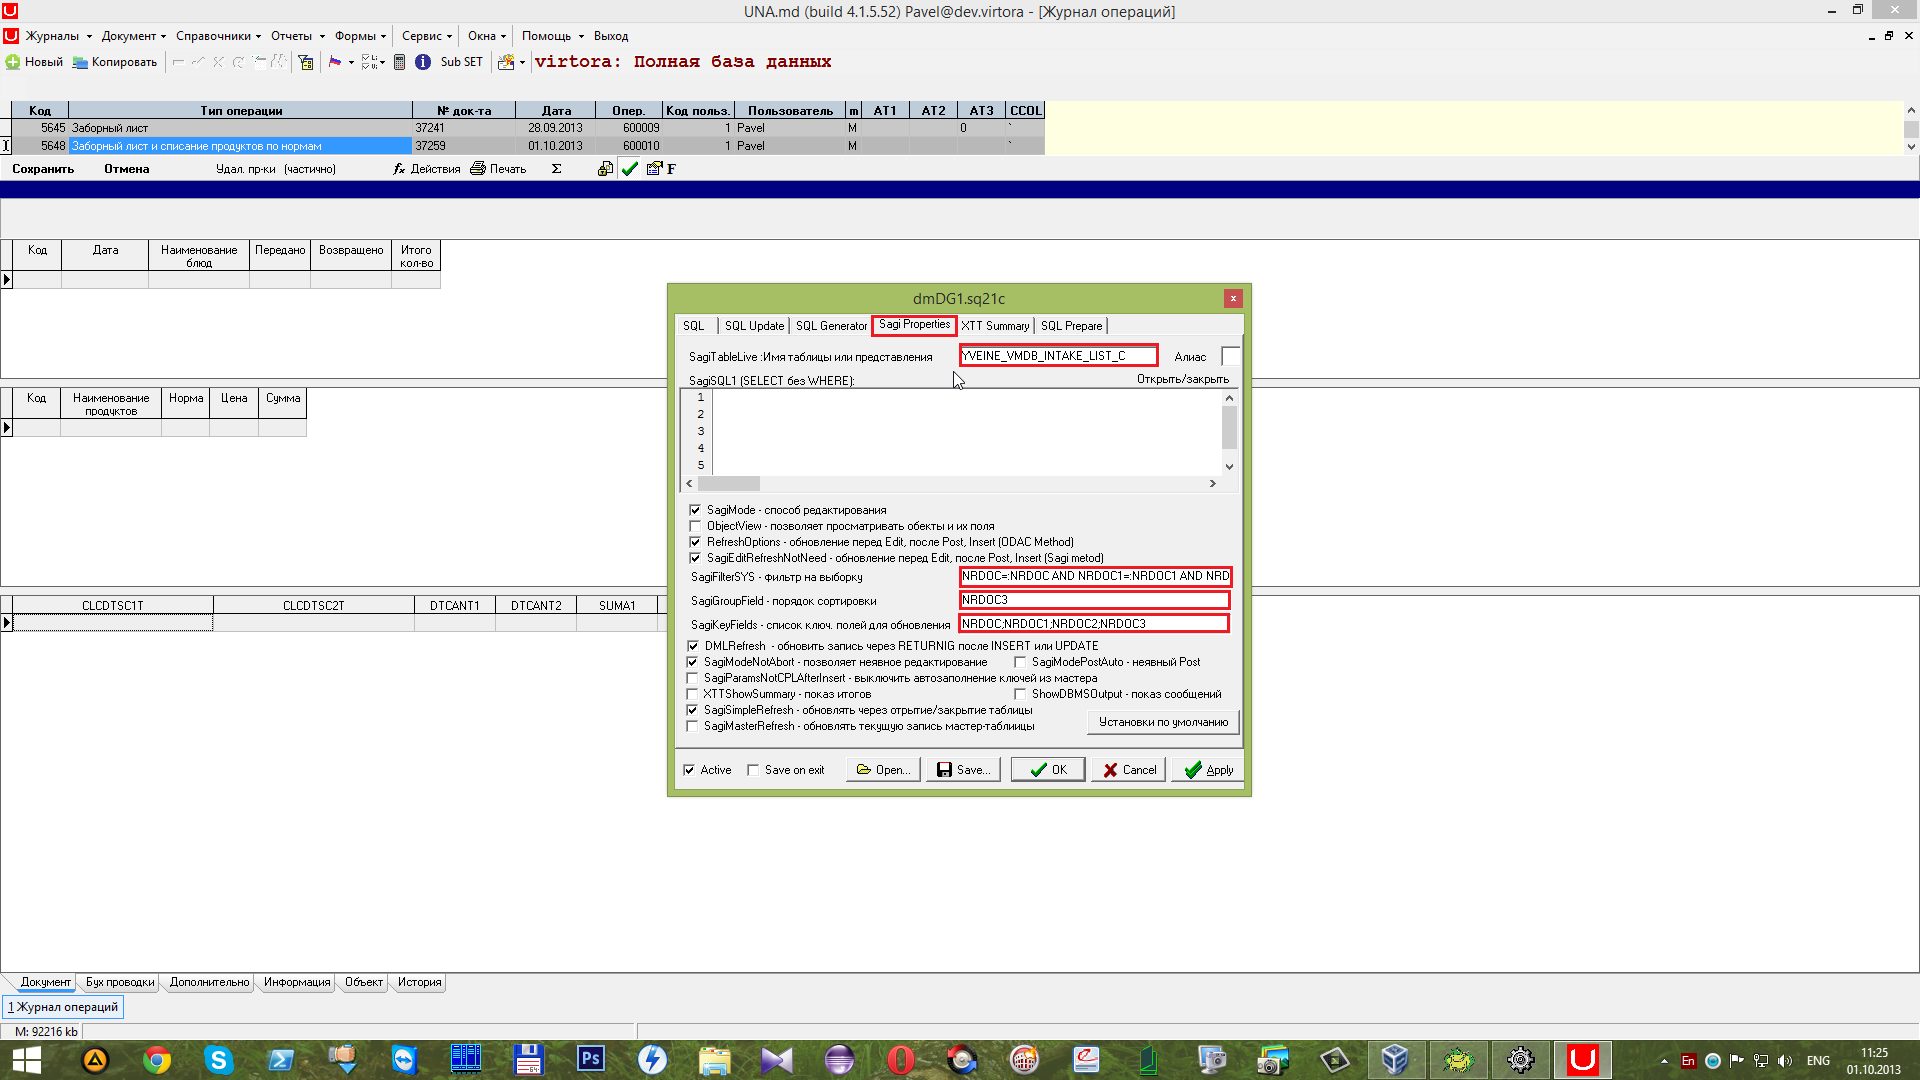 UNA.md (build 4.1.5.52) Pavel@dev.virtora - [Журнал операций]
Журналы Документ Справочники Отчеты Формы Сервис Окна Помощь Выход
Новый Копировать Sub SET virtora: Полная база данных
Код Тип операции № док-та Дата Опер. Код польз. Пользователь m AT1 AT2 AT3 CCOL
5645 Заборный лист 37241 28.09.2013 600009 1 Pavel M 0 `
5648 Заборный лист и списание продуктов по нормам 37259 01.10.2013 600010 1 Pavel M `
Сохранить Отмена Удал. пр-ки (частично) fx Действия Печать Σ F
Код Дата Наименование блюд Передано Возвращено Итого кол-во
Код Наименование продуктов Норма Цена Сумма
CLCDTSC1T CLCDTSC2T DTCANT1 DTCANT2 SUMA1
dmDG1.sq21c
SQL SQL Update SQL Generator Sagi Properties XTT Summary SQL Prepare
SagiTableLive :Имя таблицы или представления YVEINE_VMDB_INTAKE_LIST_C Алиас
SagiSQL1 (SELECT без WHERE): Открыть/закрыть
1
2
3
4
5
SagiMode - способ редактирования
ObjectView - позволяет просматривать обекты и их поля
RefreshOptions - обновление перед Edit, после Post, Insert (ODAC Method)
SagiEditRefreshNotNeed - обновление перед Edit, после Post, Insert (Sagi metod)
SagiFilterSYS - фильтр на выборку NRDOC=:NRDOC AND NRDOC1=:NRDOC1 AND NRD
SagiGroupField - порядок сортировки NRDOC3
SagiKeyFields - список ключ. полей для обновления NRDOC;NRDOC1;NRDOC2;NRDOC3
DMLRefresh - обновить запись через RETURNIG после INSERT или UPDATE
SagiModeNotAbort - позволяет неявное редактирование SagiModePostAuto - неявный Post
SagiParamsNotCPLAfterInsert - выключить автозаполнение ключей из мастера
XTTShowSummary - показ итогов ShowDBMSOutput - показ сообщений
SagiSimpleRefresh - обновлять через отрытие/закрытие таблицы
SagiMasterRefresh - обновлять текущую запись мастер-таблиицы Установки по умолчанию
Active Save on exit Open... Save... OK Cancel Apply
Документ Бух проводки Дополнительно Информация Объект История
1 Журнал операций
M: 92216 kb
Ps En ENG 11:25
01.10.2013